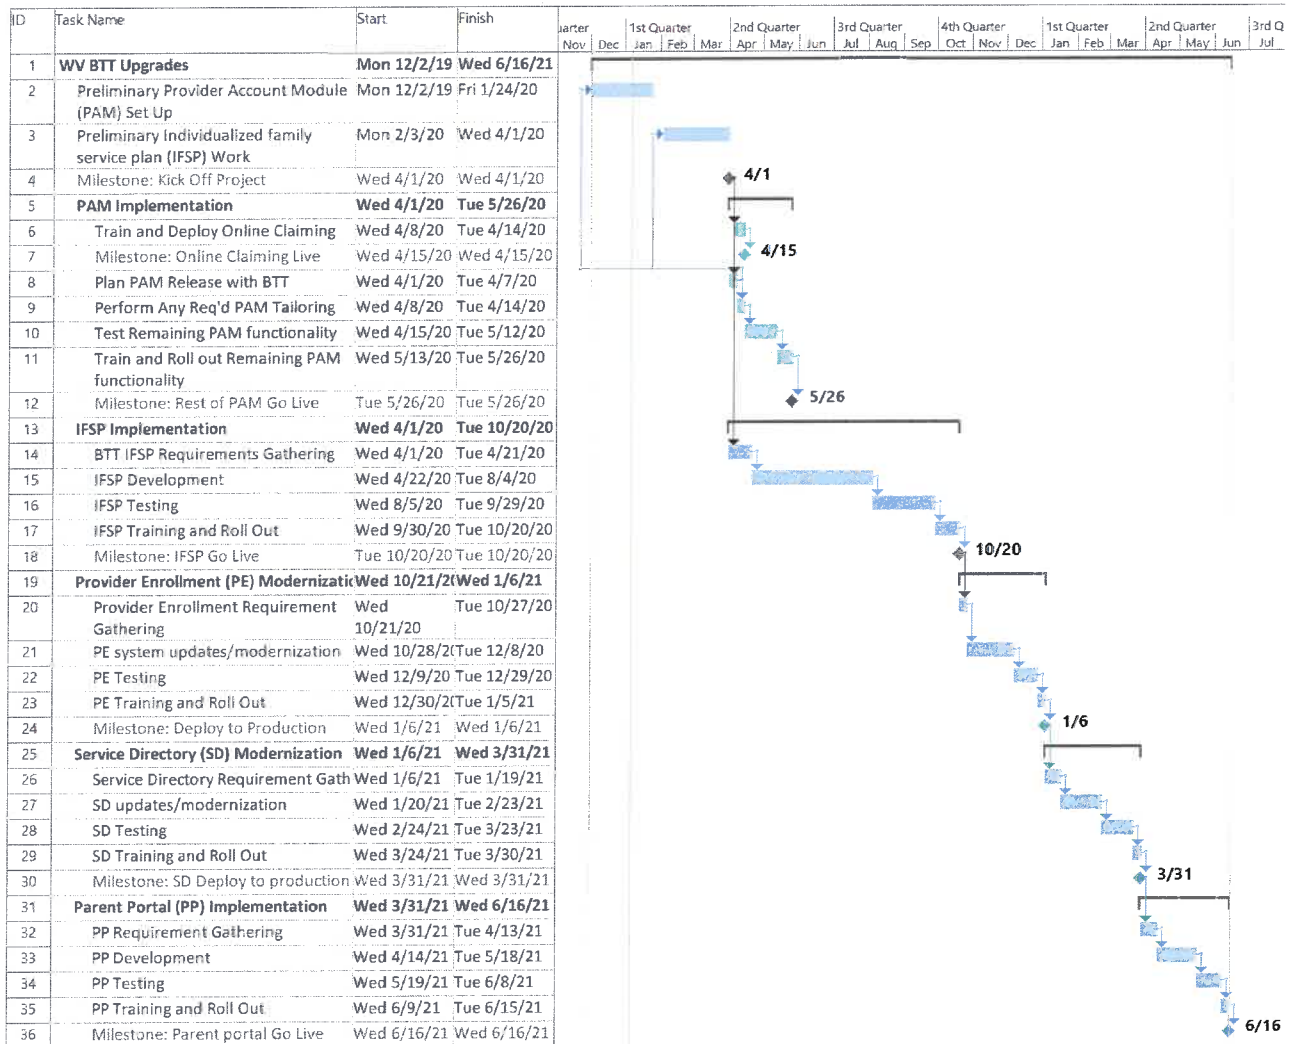 ID Task Name Start Finish
uarter 1st Quarter 2nd Quarter 3rd Quarter 4th Quarter 1st Quarter 2nd Quarter 3rd Q
Nov Dec Jan Feb Mar Apr May Jun Jul Aug Sep Oct Nov Dec Jan Feb Mar Apr May Jun Jul
1 WV BTT Upgrades Mon 12/2/19 Wed 6/16/21
2 Preliminary Provider Account Module Mon 12/2/19 Fri 1/24/20
(PAM) Set Up
3 Preliminary Individualized family Mon 2/3/20 Wed 4/1/20
service plan (IFSP) Work
4 Milestone: Kick Off Project Wed 4/1/20 Wed 4/1/20 4/1
5 PAM Implementation Wed 4/1/20 Tue 5/26/20
6 Train and Deploy Online Claiming Wed 4/8/20 Tue 4/14/20
7 Milestone: Online Claiming Live Wed 4/15/20 Wed 4/15/20 4/15
8 Plan PAM Release with BTT Wed 4/1/20 Tue 4/7/20
9 Perform Any Req'd PAM Tailoring Wed 4/8/20 Tue 4/14/20
10 Test Remaining PAM functionality Wed 4/15/20 Tue 5/12/20
11 Train and Roll out Remaining PAM Wed 5/13/20 Tue 5/26/20
functionality
12 Milestone: Rest of PAM Go Live Tue 5/26/20 Tue 5/26/20 5/26
13 IFSP Implementation Wed 4/1/20 Tue 10/20/20
14 BTT IFSP Requirements Gathering Wed 4/1/20 Tue 4/21/20
15 IFSP Development Wed 4/22/20 Tue 8/4/20
16 IFSP Testing Wed 8/5/20 Tue 9/29/20
17 IFSP Training and Roll Out Wed 9/30/20 Tue 10/20/20
18 Milestone: IFSP Go Live Tue 10/20/20 Tue 10/20/20 10/20
19 Provider Enrollment (PE) Modernizatic Wed 10/21/2( Wed 1/6/21
20 Provider Enrollment Requirement Wed Tue 10/27/20
Gathering 10/21/20
21 PE system updates/modernization Wed 10/28/2( Tue 12/8/20
22 PE Testing Wed 12/9/20 Tue 12/29/20
23 PE Training and Roll Out Wed 12/30/2( Tue 1/5/21
24 Milestone: Deploy to Production Wed 1/6/21 Wed 1/6/21 1/6
25 Service Directory (SD) Modernization Wed 1/6/21 Wed 3/31/21
26 Service Directory Requirement Gath Wed 1/6/21 Tue 1/19/21
27 SD updates/modernization Wed 1/20/21 Tue 2/23/21
28 SD Testing Wed 2/24/21 Tue 3/23/21
29 SD Training and Roll Out Wed 3/24/21 Tue 3/30/21
30 Milestone: SD Deploy to production Wed 3/31/21 Wed 3/31/21 3/31
31 Parent Portal (PP) Implementation Wed 3/31/21 Wed 6/16/21
32 PP Requirement Gathering Wed 3/31/21 Tue 4/13/21
33 PP Development Wed 4/14/21 Tue 5/18/21
34 PP Testing Wed 5/19/21 Tue 6/8/21
35 PP Training and Roll Out Wed 6/9/21 Tue 6/15/21
36 Milestone: Parent portal Go Live Wed 6/16/21 Wed 6/16/21 6/16